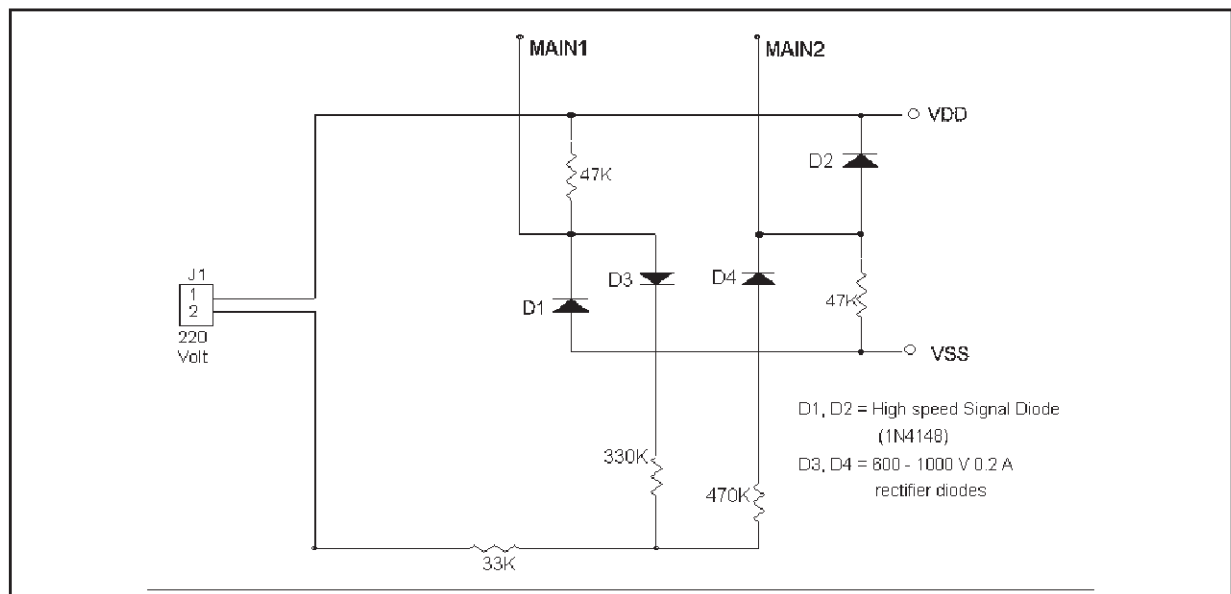 MAIN1
MAIN2
VDD
D2
47K
D3
D4
J1
1
2
D1
47K
220
Volt
VSS
D1, D2 = High speed Signal Diode
(1N4148)
330K
D3, D4 = 600 - 1000 V 0.2 A
470K
rectifier diodes
33K